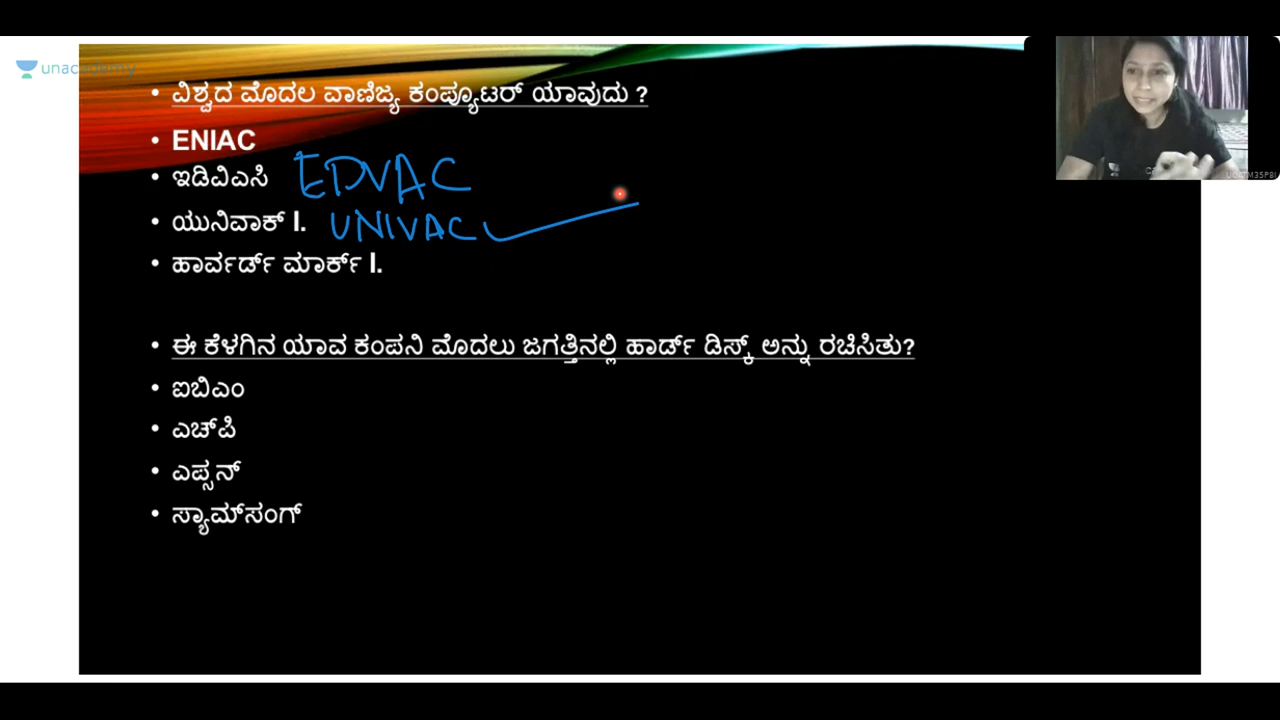 unacademy
• ವಿಶ್ವದ ಮೊದಲ ವಾಣಿಜ್ಯ ಕಂಪ್ಯೂಟರ್ ಯಾವುದು ?
• ENIAC
• ಇಡಿವಿಎಸಿ EDVAC
• ಯುನಿವಾಕ್ I. UNIVAC
• ಹಾರ್ವರ್ಡ್ ಮಾರ್ಕ್ I.
• ಈ ಕೆಳಗಿನ ಯಾವ ಕಂಪನಿ ಮೊದಲು ಜಗತ್ತಿನಲ್ಲಿ ಹಾರ್ಡ್ ಡಿಸ್ಕ್ ಅನ್ನು ರಚಿಸಿತು?
• ಐಬಿಎಂ
• ಎಚ್‌ಪಿ
• ಎಪ್ಸನ್
• ಸ್ಯಾಮ್‌ಸಂಗ್